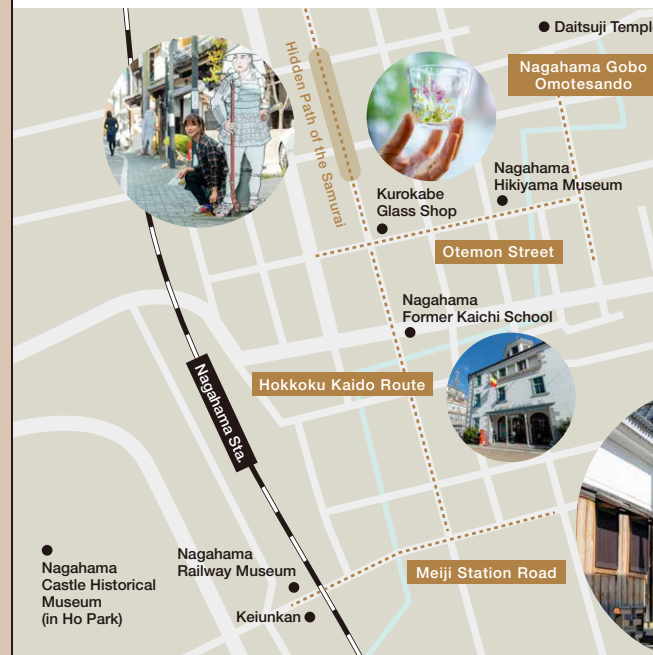 Daitsuji Templ
Nagahama Gobo
Omotesando
Hidden Path of the Samurai
Nagahama
Hikiyama Museum
Kurokabe
Glass Shop
Otemon Street
Nagahama
Former Kaichi School
Hokkoku Kaido Route
Nagahama Sta.
Nagahama
Castle Historical
Museum
(in Ho Park)
Nagahama
Railway Museum
Keiunkan
Meiji Station Road